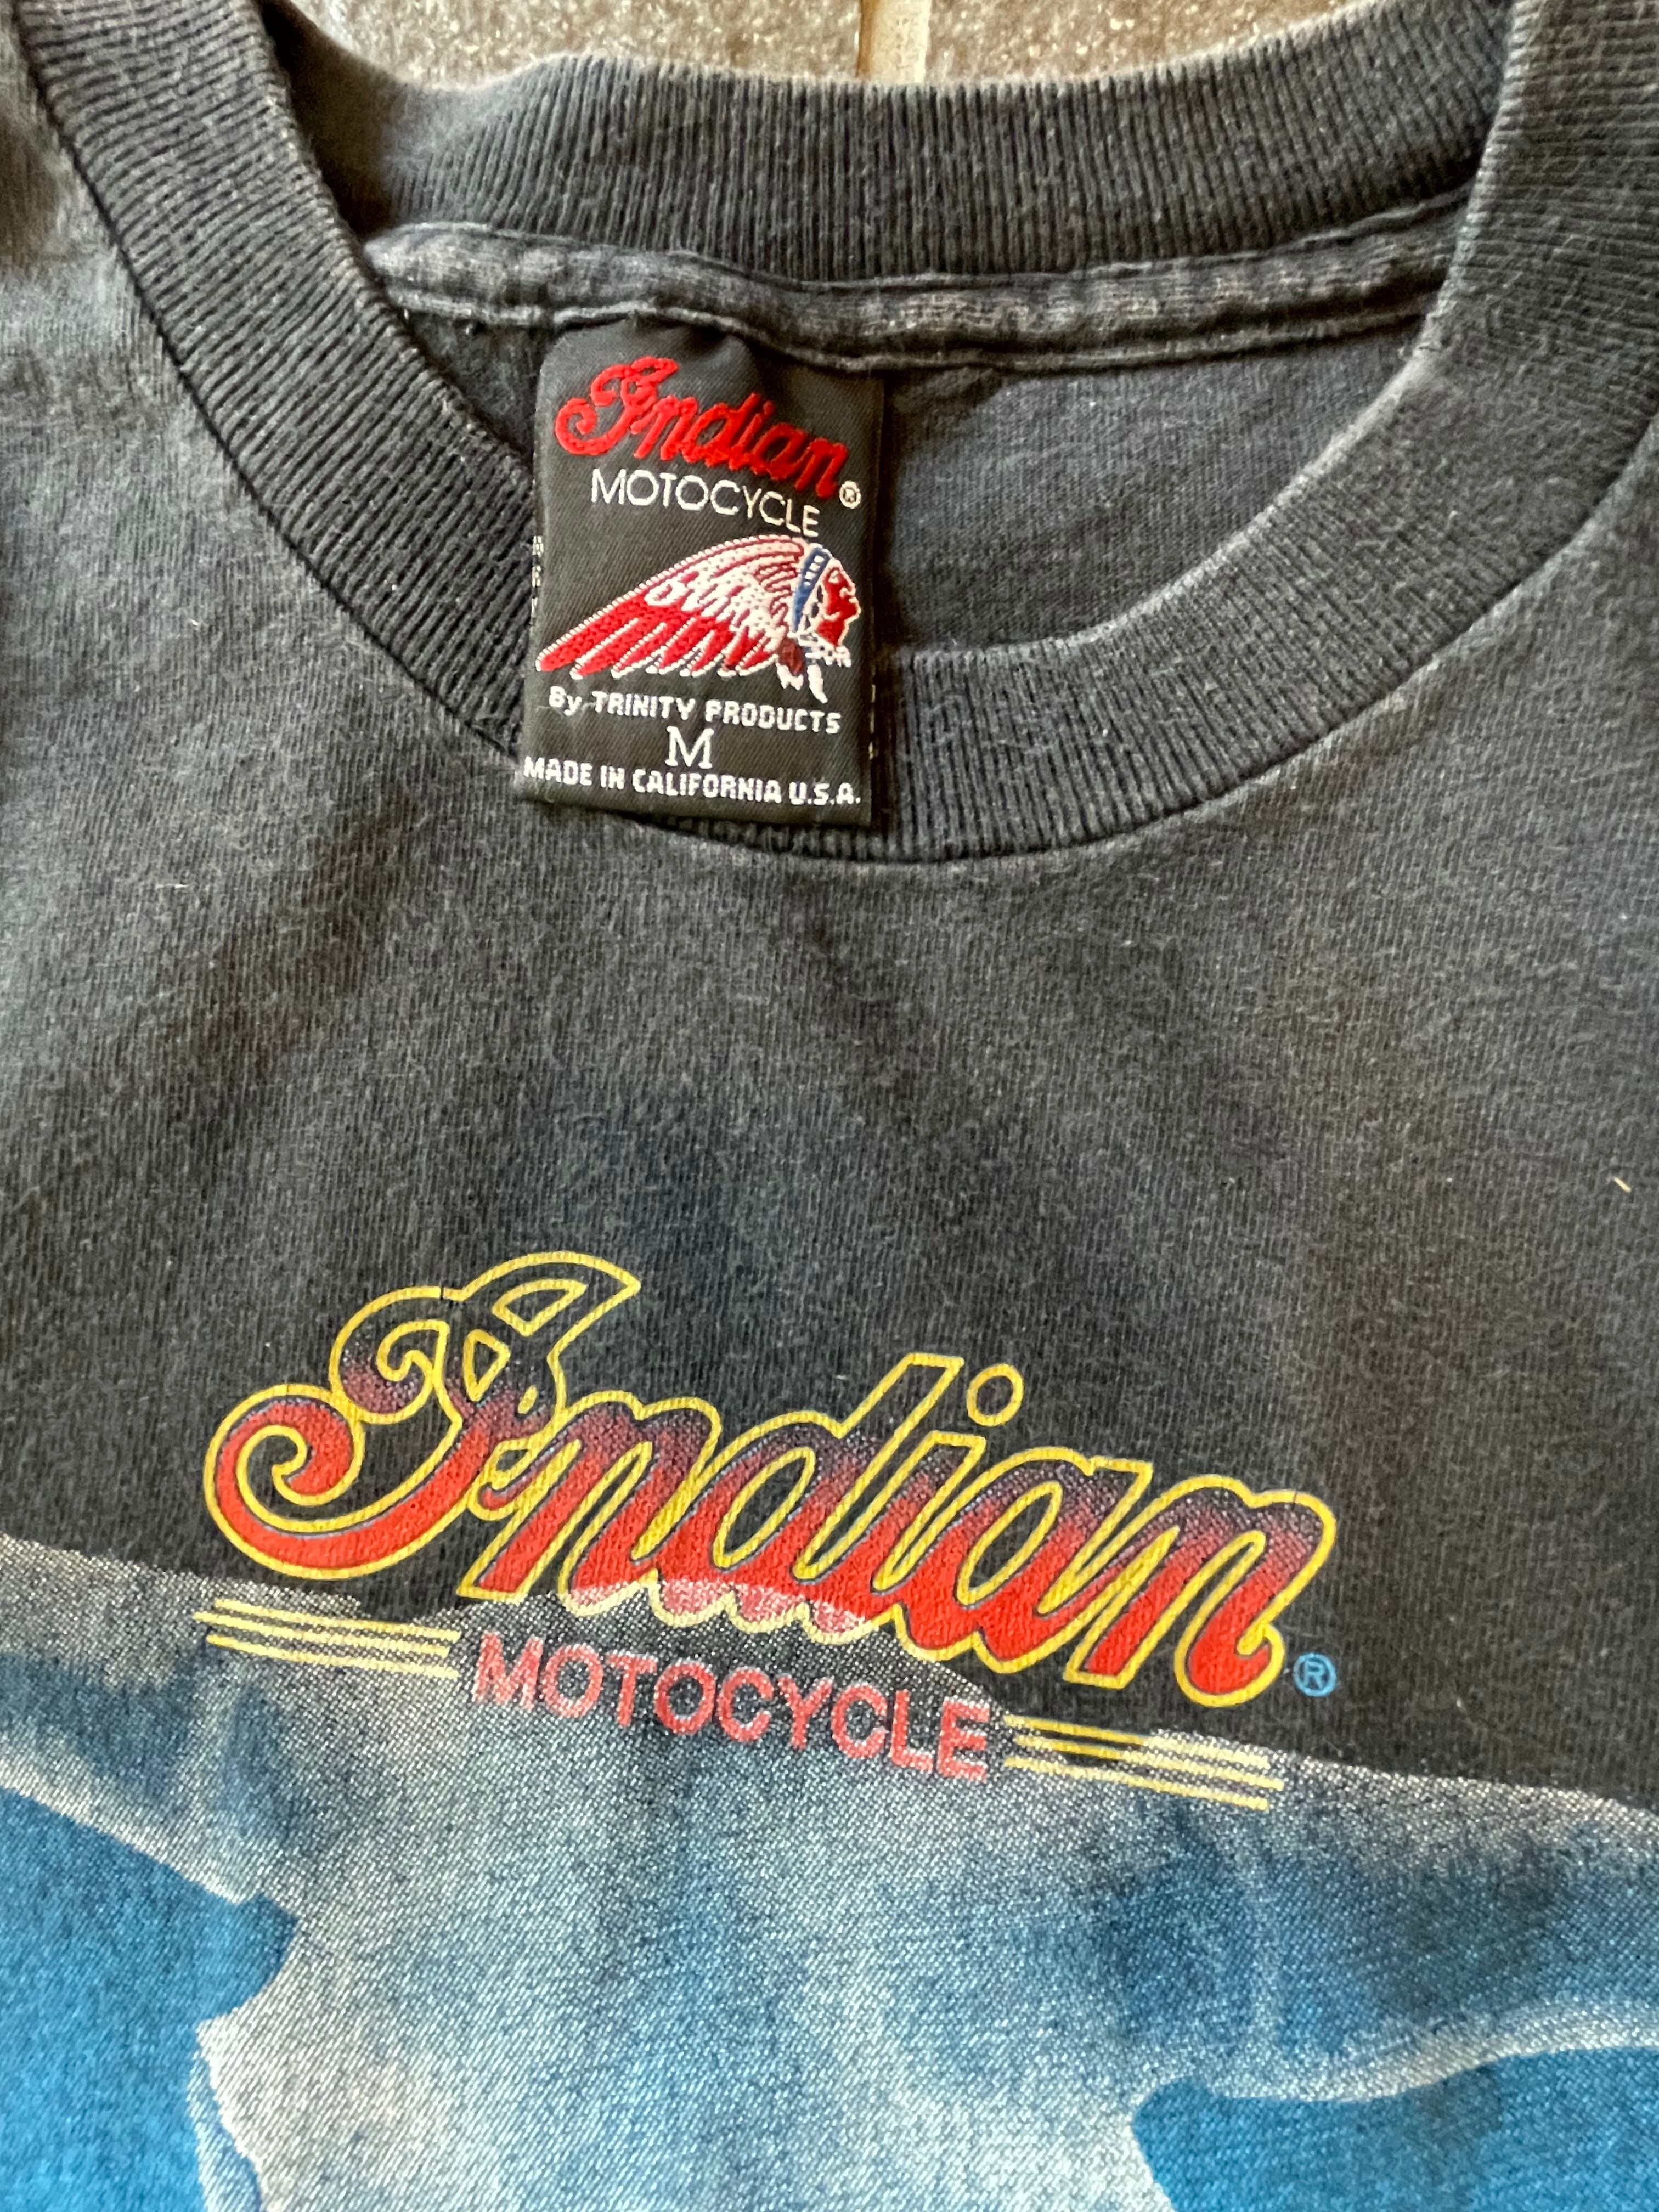 Indian ®
MOTOCYCLE
By TRINITY PRODUCTS
M
MADE IN CALIFORNIA U.S.A.
Indian ®
MOTOCYCLE